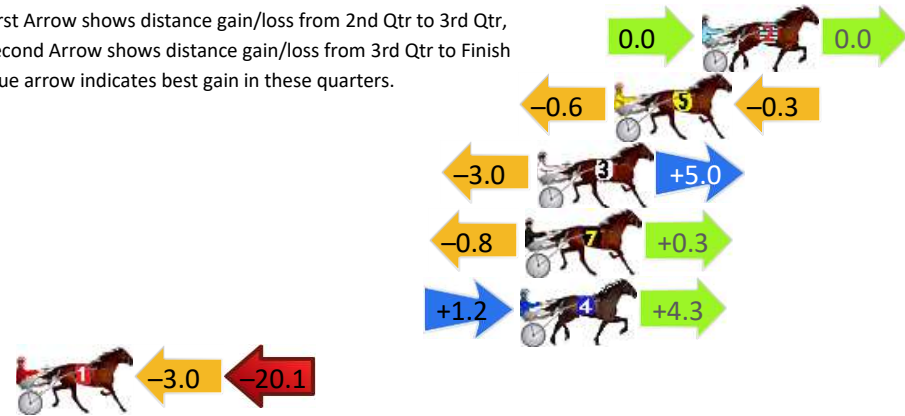 rst Arrow shows distance gain/loss from 2nd Qtr to 3rd Qtr,
econd Arrow shows distance gain/loss from 3rd Qtr to Finish
ue arrow indicates best gain in these quarters.
0.0 0.0
–0.6 5 –0.3
–3.0 3 +5.0
–0.8 7 +0.3
+1.2 4 +4.3
1 –3.0 –20.1